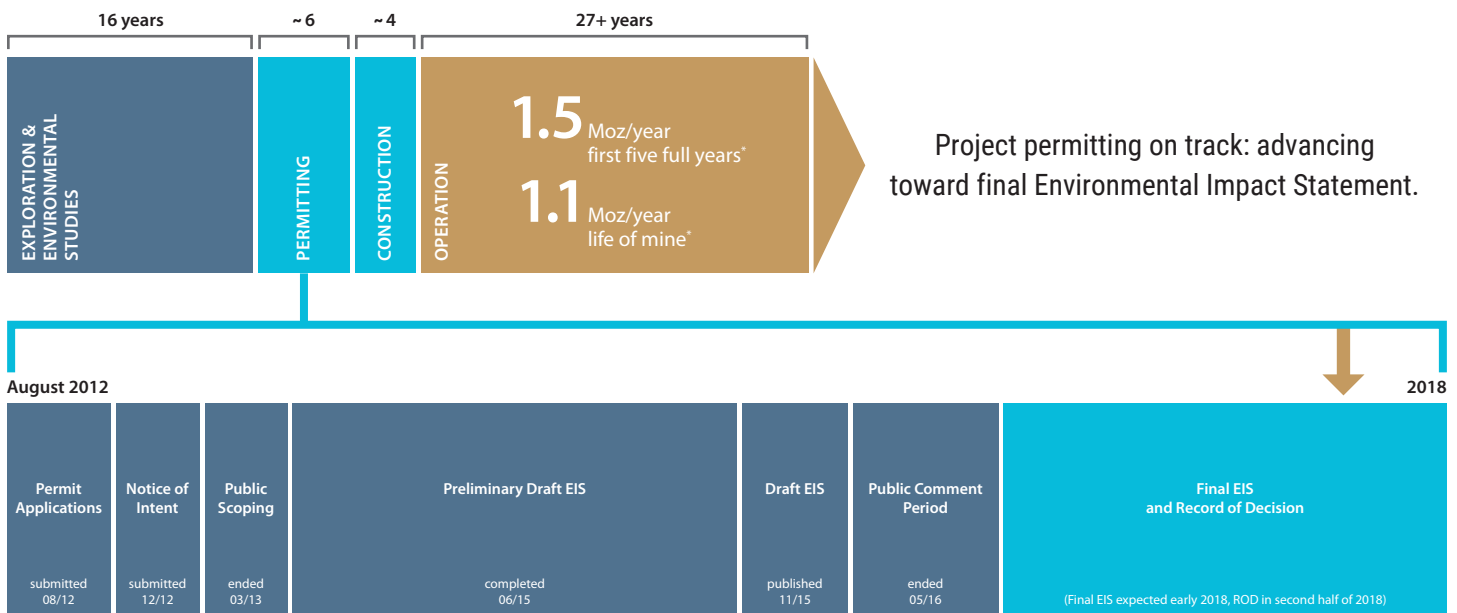 16 years
~ 6
~ 4
27+ years
EXPLORATION &
ENVIRONMENTAL
STUDIES
PERMITTING
CONSTRUCTION
OPERATION
1.5 Moz/year
first five full years*
1.1 Moz/year
life of mine*
Project permitting on track: advancing
toward final Environmental Impact Statement.
August 2012
2018
Permit
Applications
submitted
08/12
Notice of
Intent
submitted
12/12
Public
Scoping
ended
03/13
Preliminary Draft EIS
completed
06/15
Draft EIS
published
11/15
Public Comment
Period
ended
05/16
Final EIS
and Record of Decision
(Final EIS expected early 2018, ROD in second half of 2018)